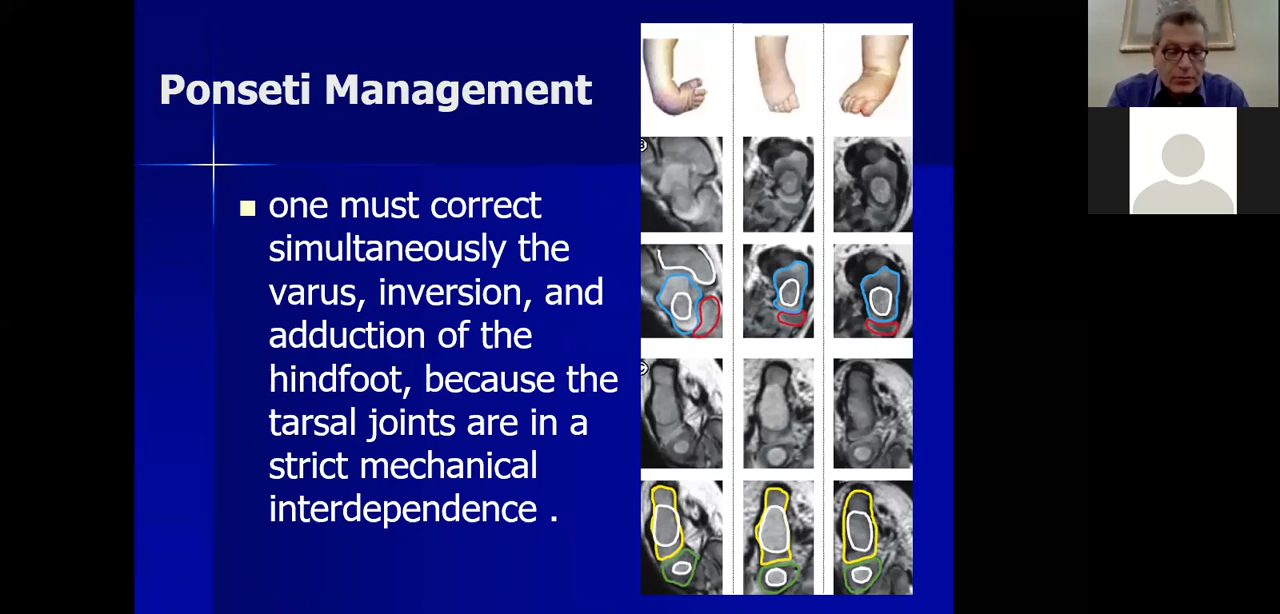 Ponseti Management
one must correct
simultaneously the
varus, inversion, and
adduction of the
hindfoot, because the
tarsal joints are in a
strict mechanical
interdependence .